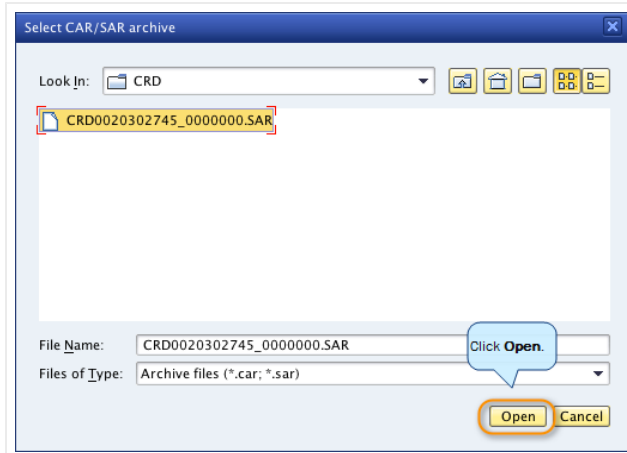 Select CAR/SAR archive
Look In: CRD
CRD0020302745_0000000.SAR
File Name: CRD0020302745_0000000.SAR
Click Open.
Files of Type: Archive files (*.car; *.sar)
Open Cancel